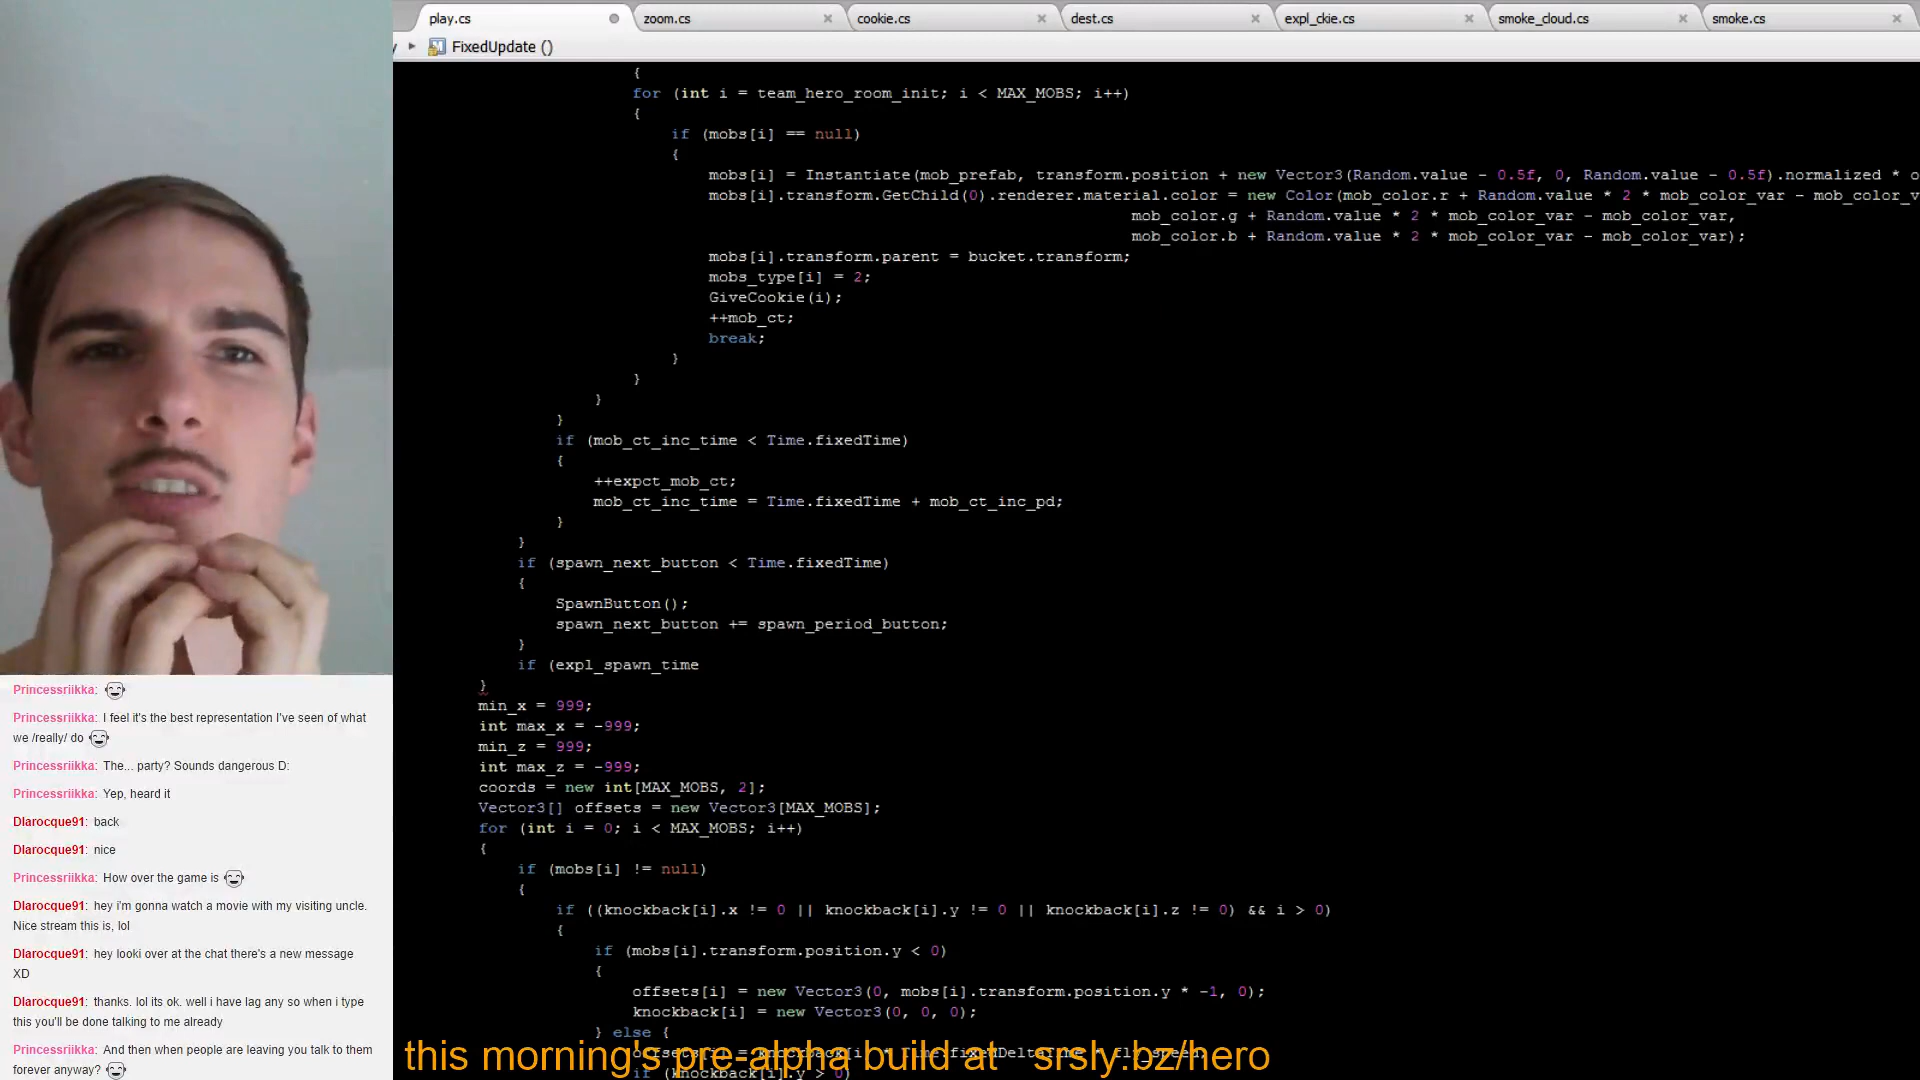 play.cs
zoom.cs
cookie.cs
dest.cs
expl_ckie.cs
smoke_cloud.cs
smoke.cs
FixedUpdate ()
{
for (int i = team_hero_room_init; i < MAX_MOBS; i++)
{
if (mobs[i] == null)
{
mobs[i] = Instantiate(mob_prefab, transform.position + new Vector3(Random.value - 0.5f, 0, Random.value - 0.5f).normalized * o
mobs[i].transform.GetChild(0).renderer.material.color = new Color(mob_color.r + Random.value * 2 * mob_color_var - mob_color_v
mob_color.g + Random.value * 2 * mob_color_var - mob_color_var,
mob_color.b + Random.value * 2 * mob_color_var - mob_color_var);
mobs[i].transform.parent = bucket.transform;
mobs_type[i] = 2;
GiveCookie(i);
++mob_ct;
break;
}
}
}
}
if (mob_ct_inc_time < Time.fixedTime)
{
++expct_mob_ct;
mob_ct_inc_time = Time.fixedTime + mob_ct_inc_pd;
}
}
if (spawn_next_button < Time.fixedTime)
{
SpawnButton();
spawn_next_button += spawn_period_button;
}
if (expl_spawn_time
}
min_x = 999;
int max_x = -999;
min_z = 999;
int max_z = -999;
coords = new int[MAX_MOBS, 2];
Vector3[] offsets = new Vector3[MAX_MOBS];
for (int i = 0; i < MAX_MOBS; i++)
{
if (mobs[i] != null)
{
if ((knockback[i].x != 0 || knockback[i].y != 0 || knockback[i].z != 0) && i > 0)
{
if (mobs[i].transform.position.y < 0)
{
offsets[i] = new Vector3(0, mobs[i].transform.position.y * -1, 0);
knockback[i] = new Vector3(0, 0, 0);
} else {
offsets[i] = knockback[i] * Time.fixedDeltaTime * fly_speed;
if (knockback[i].y > 0)
this morning's pre-alpha build at - srsly.bz/hero
Princessriikka:
Princessriikka: I feel it's the best representation I've seen of what
we /really/ do
Princessriikka: The... party? Sounds dangerous D:
Princessriikka: Yep, heard it
Dlarocque91: back
Dlarocque91: nice
Princessriikka: How over the game is
Dlarocque91: hey i'm gonna watch a movie with my visiting uncle.
Nice stream this is, lol
Dlarocque91: hey looki over at the chat there's a new message
XD
Dlarocque91: thanks. lol its ok. well i have lag any so when i type
this you'll be done talking to me already
Princessriikka: And then when people are leaving you talk to them
forever anyway?